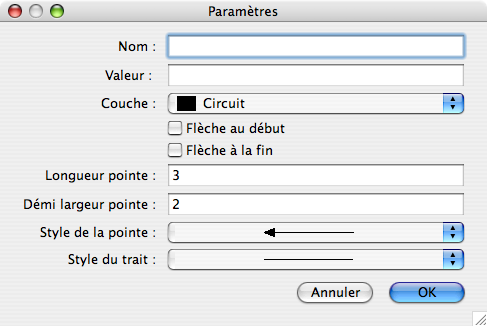 Paramètres
Nom :
Valeur :
Couche : Circuit
Flèche au début
Flèche à la fin
Longueur pointe : 3
Démi largeur pointe : 2
Style de la pointe :
Style du trait :
Annuler OK